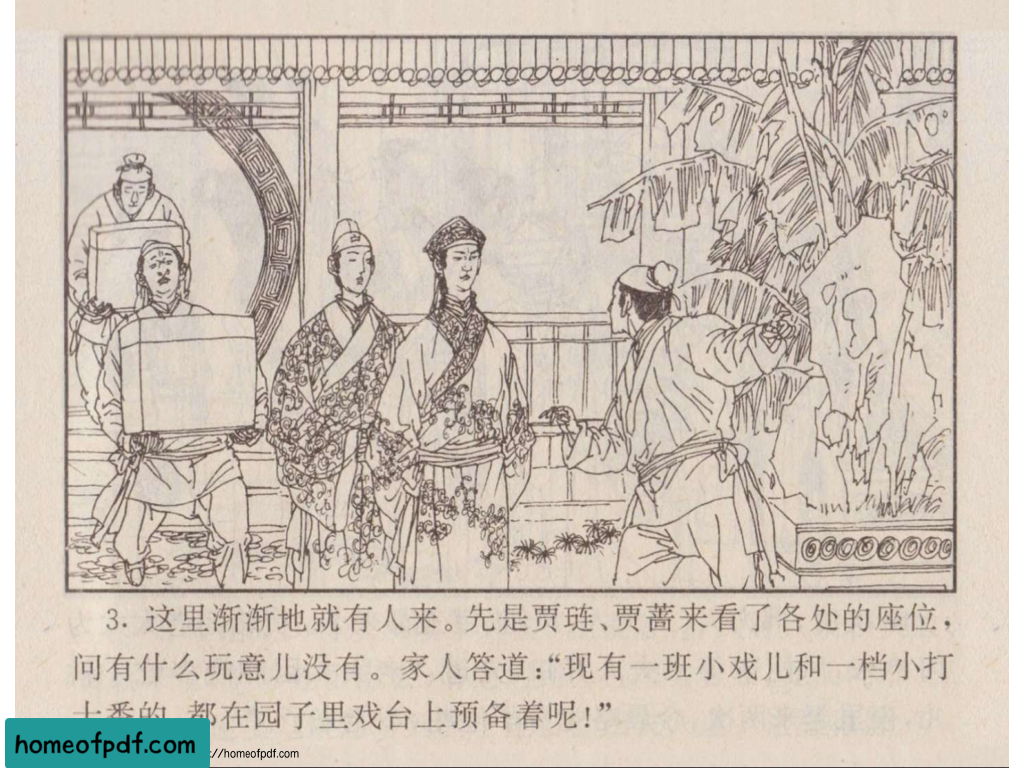 3. 这里渐渐地就有人来。先是贾琏、贾蔷来看了各处的座位，
问有什么玩意儿没有。家人答道：“现有一班小戏儿和一档小打
十番的，都在园子里戏台上预备着呢！”
homeofpdf.com
://homeofpdf.com